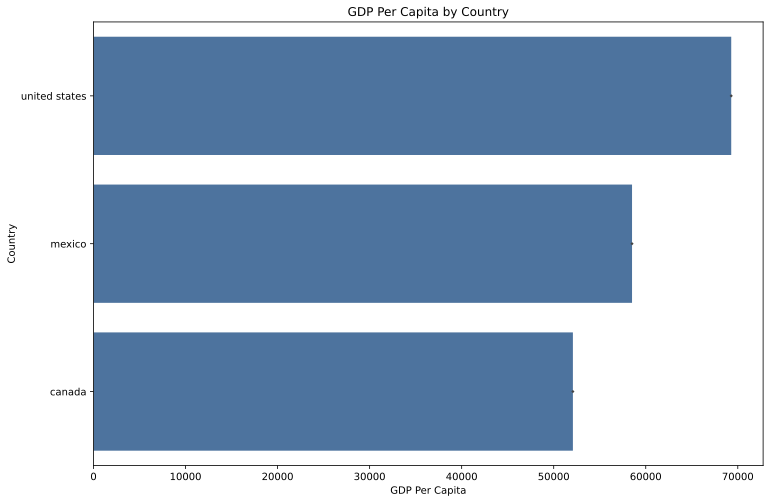 GDP Per Capita by Country
united states
mexico
canada
Country
0 10000 20000 30000 40000 50000 60000 70000
GDP Per Capita